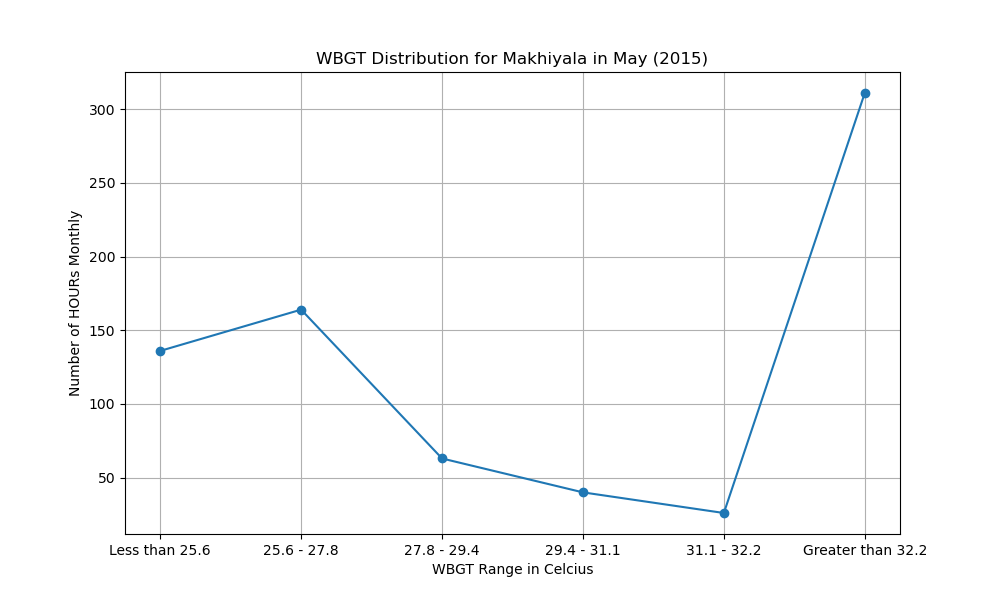 WBGT Distribution for Makhiyala in May (2015)
Number of HOURs Monthly
300
250
200
150
100
50
Less than 25.6
25.6 - 27.8
27.8 - 29.4
29.4 - 31.1
31.1 - 32.2
Greater than 32.2
WBGT Range in Celcius